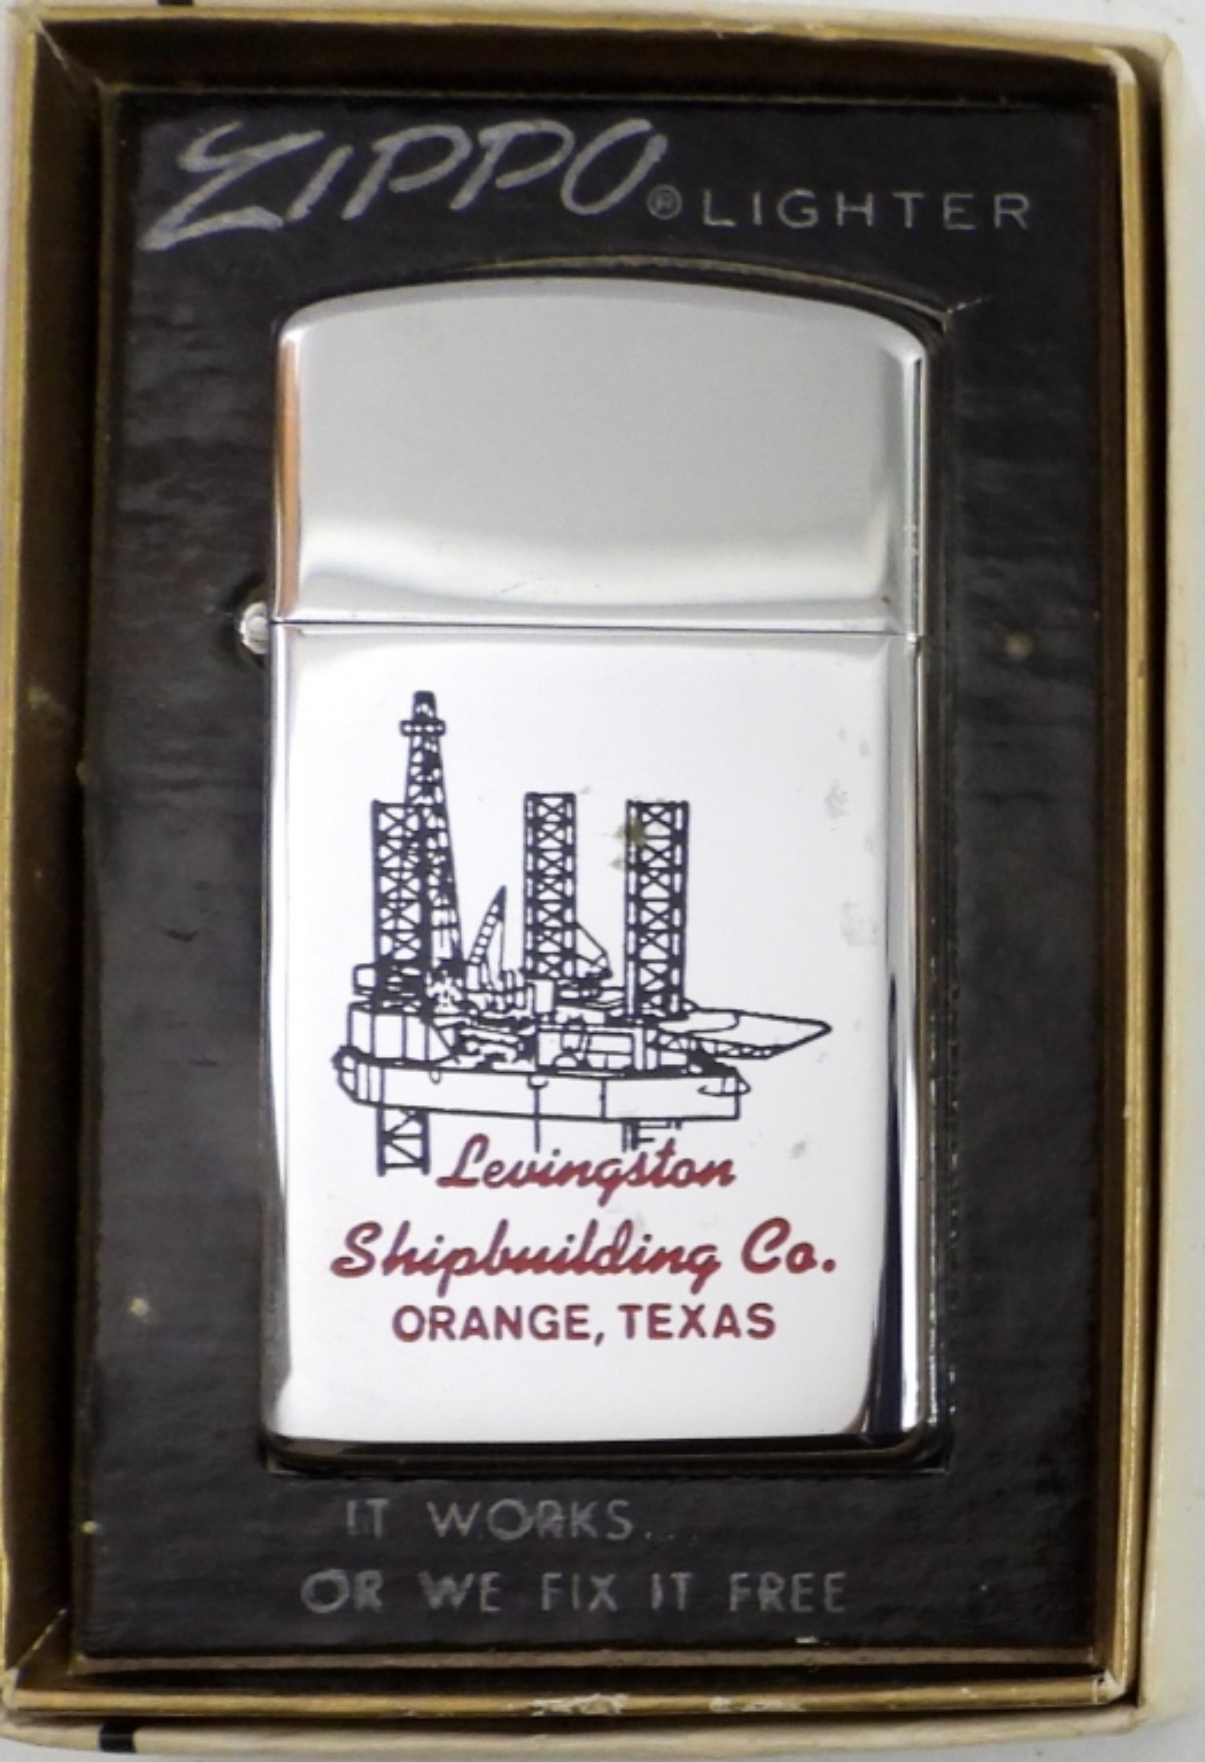 ZIPPO® LIGHTER
Levingston
Shipbuilding Co.
ORANGE, TEXAS
IT WORKS...
OR WE FIX IT FREE